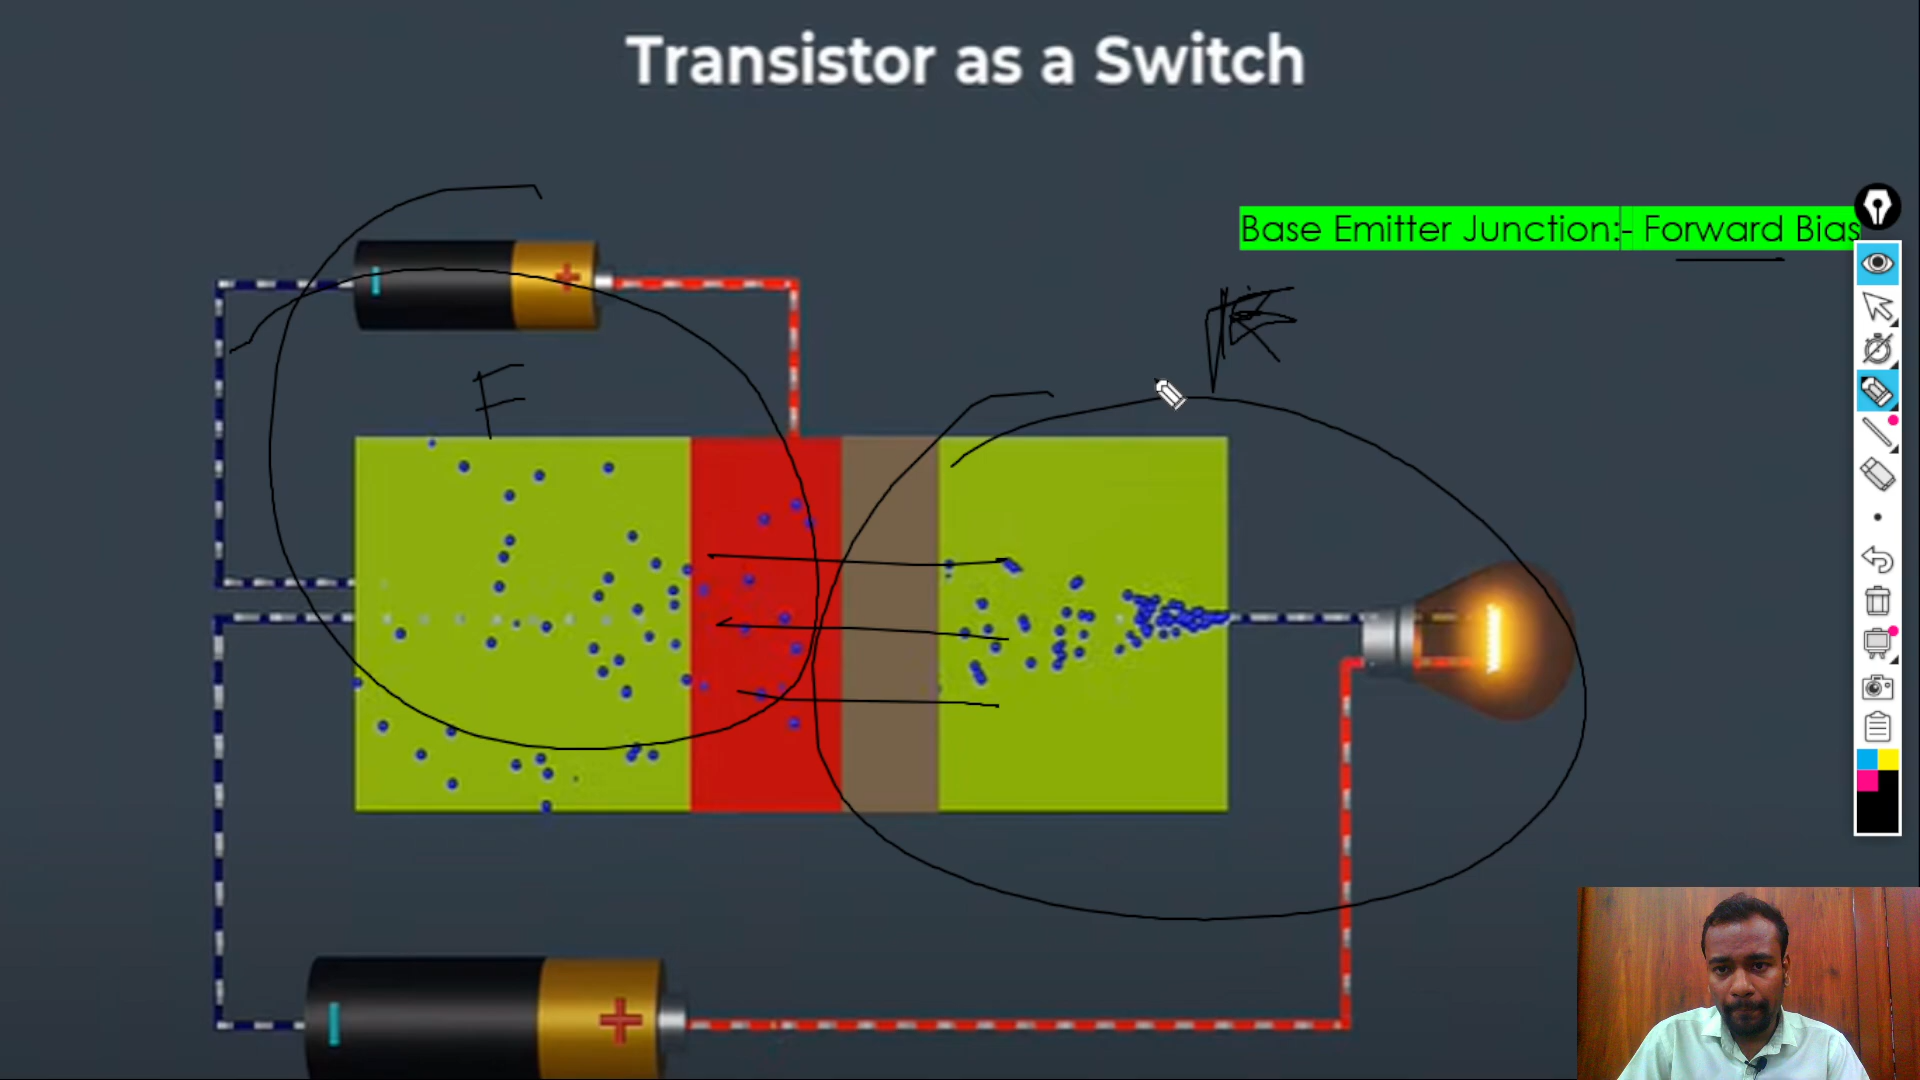 Transistor as a Switch
Base Emitter Junction:- Forward Bias
F